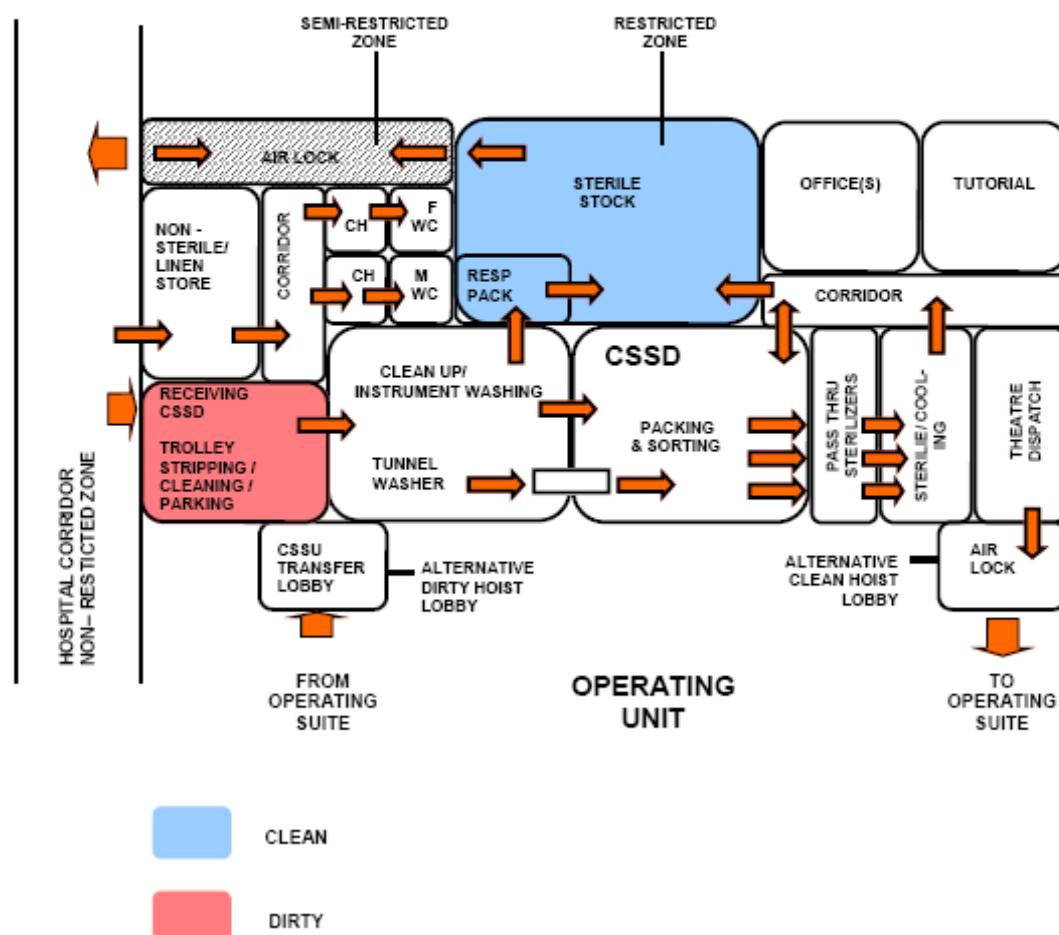 SEMI-RESTRICTED
ZONE
RESTRICTED
ZONE
AIR LOCK
STERILE
STOCK
OFFICE(S)
TUTORIAL
NON -
STERILE/
LINEN
STORE
CORRIDOR
CH
F
WC
CH
M
WC
RESP
PACK
CORRIDOR
RECEIVING
CSSD
TROLLEY
STRIPPING /
CLEANING /
PARKING
CLEAN UP/
INSTRUMENT WASHING
TUNNEL
WASHER
CSSD
PACKING
& SORTING
PASS THRU
STERILIZERS
STERILIE/ COOL-
ING
THEATRE
DISPATCH
HOSPITAL CORRIDOR
NON– RESTICTED ZONE
CSSU
TRANSFER
LOBBY
ALTERNATIVE
DIRTY HOIST
LOBBY
ALTERNATIVE
CLEAN HOIST
LOBBY
AIR
LOCK
FROM
OPERATING
SUITE
OPERATING
UNIT
TO
OPERATING
SUITE
CLEAN
DIRTY